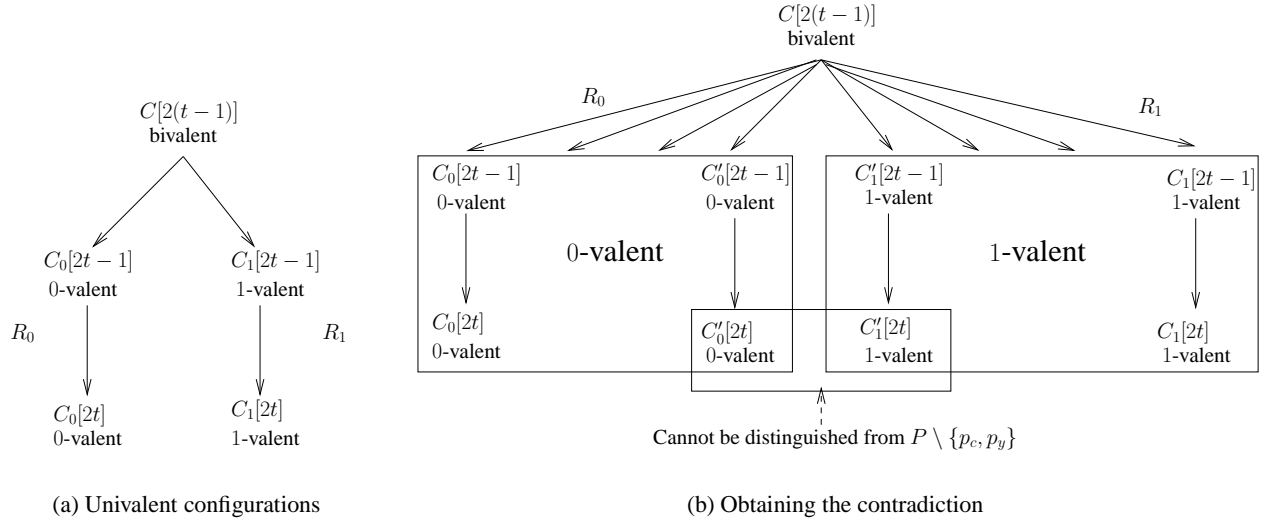 C[2(t − 1)]
bivalent
C₀[2t − 1]
0-valent
C₁[2t − 1]
1-valent
R₀
R₁
C₀[2t]
0-valent
C₁[2t]
1-valent
(a) Univalent configurations
C[2(t − 1)]
bivalent
R₀
R₁
C₀[2t − 1]
0-valent
C′₀[2t − 1]
0-valent
C′₁[2t − 1]
1-valent
C₁[2t − 1]
1-valent
0-valent
1-valent
C₀[2t]
0-valent
C′₀[2t]
0-valent
C′₁[2t]
1-valent
C₁[2t]
1-valent
Cannot be distinguished from P \ {p_c, p_y}
(b) Obtaining the contradiction